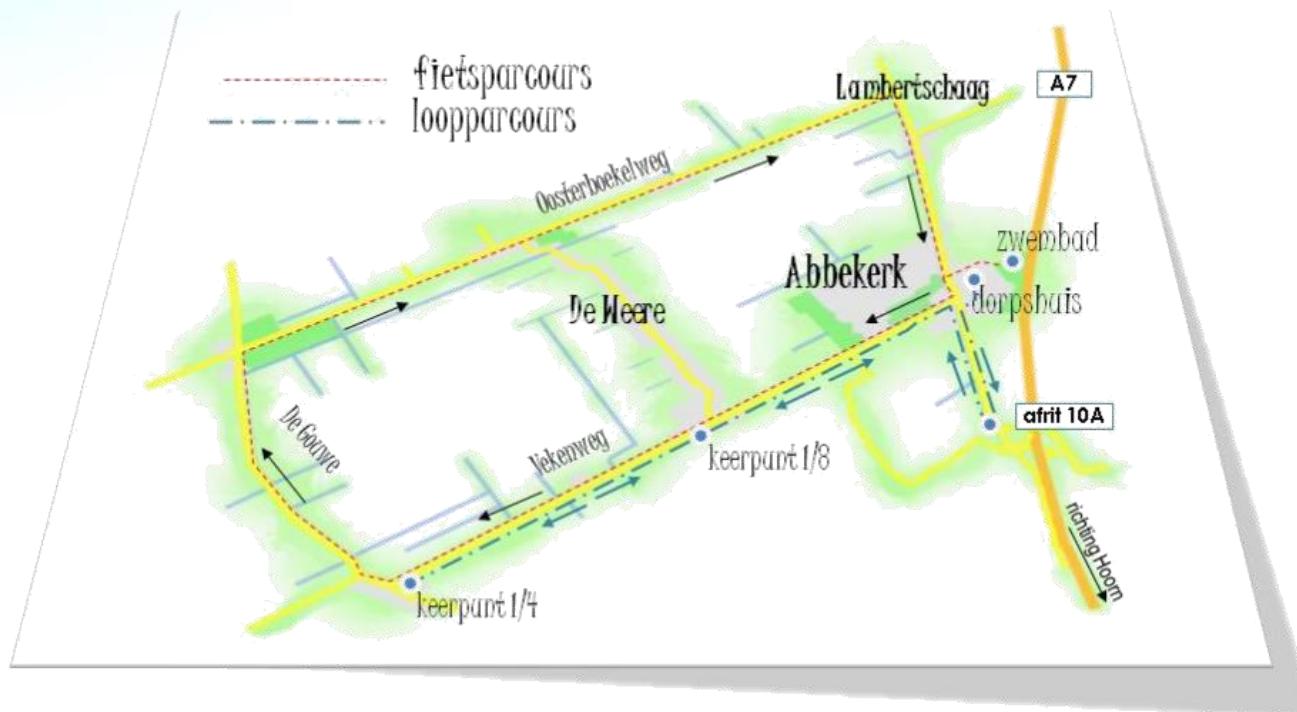 fietsparcours
loopparcours
Lambertschaag
A7
Oosterboekelweg
zwembad
Abbekerk
dorpshuis
De Weere
De Gouwe
Vekenweg
afrit 10A
keerpunt 1/8
richting Hoorn
keerpunt 1/4